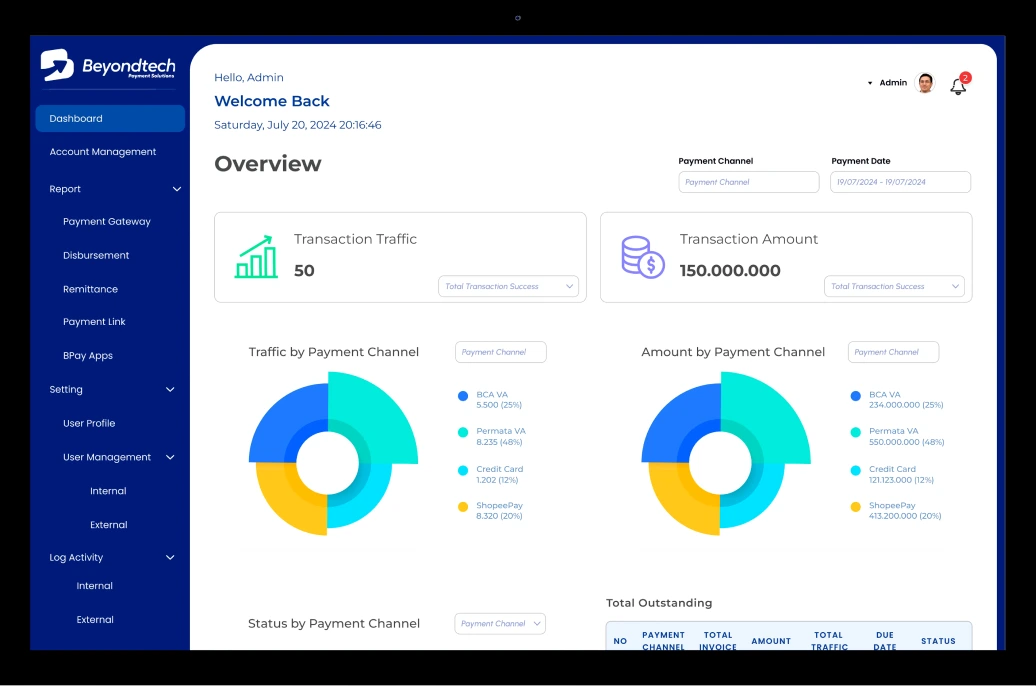 Beyondtech
Payment Solutions
Dashboard
Account Management
Report
Payment Gateway
Disbursement
Remittance
Payment Link
BPay Apps
Setting
User Profile
User Management
Internal
External
Log Activity
Internal
External
Hello, Admin
Welcome Back
Saturday, July 20, 2024 20:16:46
Admin
2
Overview
Payment Channel
Payment Channel
Payment Date
19/07/2024 - 19/07/2024
Transaction Traffic
50
Total Transaction Success
Transaction Amount
150.000.000
Total Transaction Success
Traffic by Payment Channel
Payment Channel
BCA VA
5.500 (25%)
Permata VA
8.235 (48%)
Credit Card
1.202 (12%)
ShopeePay
8.320 (20%)
Amount by Payment Channel
Payment Channel
BCA VA
234.000.000 (25%)
Permata VA
550.000.000 (48%)
Credit Card
121.123.000 (12%)
ShopeePay
413.200.000 (20%)
Status by Payment Channel
Payment Channel
Total Outstanding
NO
PAYMENT
CHANNEL
TOTAL
INVOICE
AMOUNT
TOTAL
TRAFFIC
DUE
DATE
STATUS